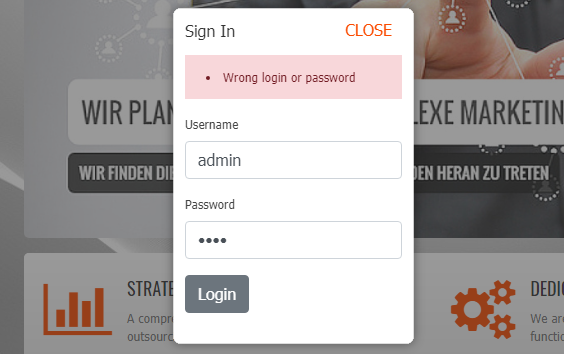 Sign In
CLOSE
Wrong login or password
Username
admin
Password
Login
WIR PLAN
LEXE MARKETIN
WIR FINDEN DIE
DEN HERAN ZU TRETEN
STRATE
A compre
outsourc
DEDIC
We are
functio